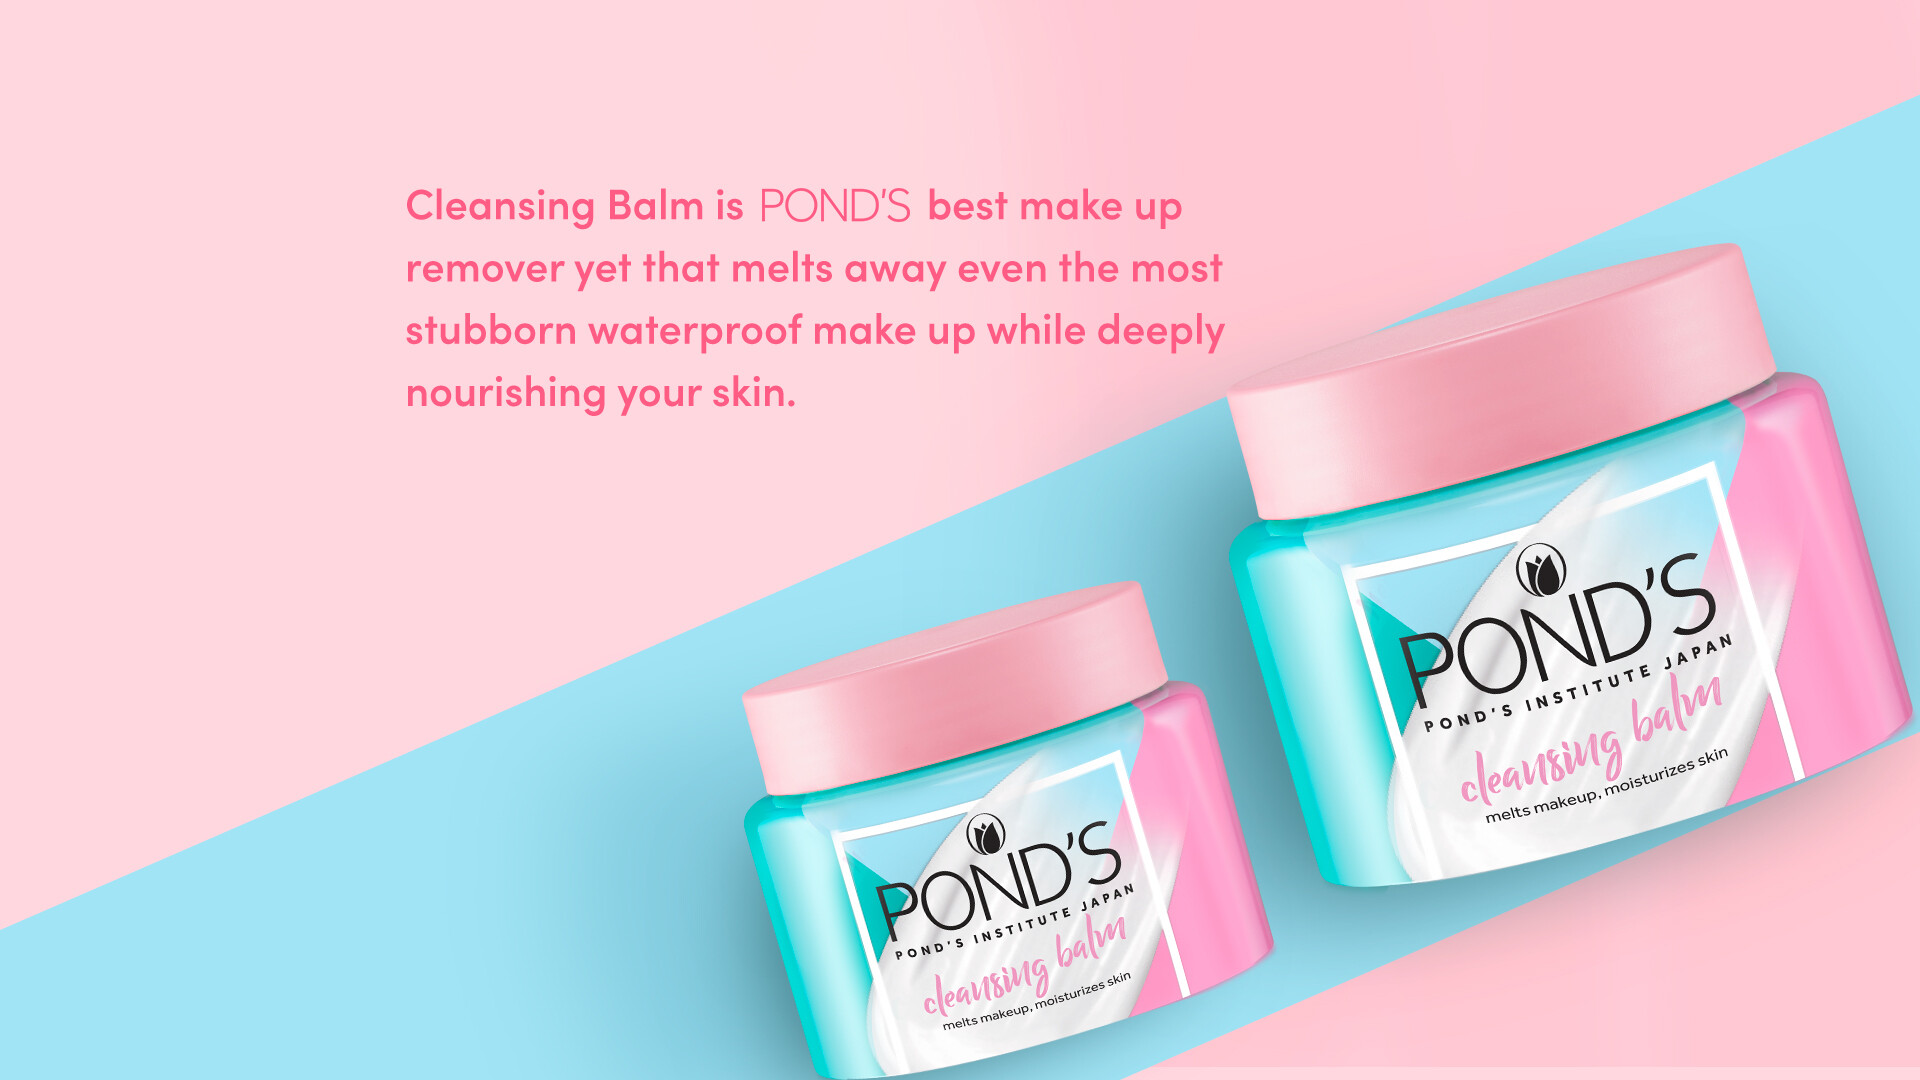 Cleansing Balm is POND'S best make up
remover yet that melts away even the most
stubborn waterproof make up while deeply
nourishing your skin.
POND'S
POND'S INSTITUTE JAPAN
cleansing balm
melts makeup, moisturizes skin
POND'S
POND'S INSTITUTE JAPAN
cleansing balm
melts makeup, moisturizes skin